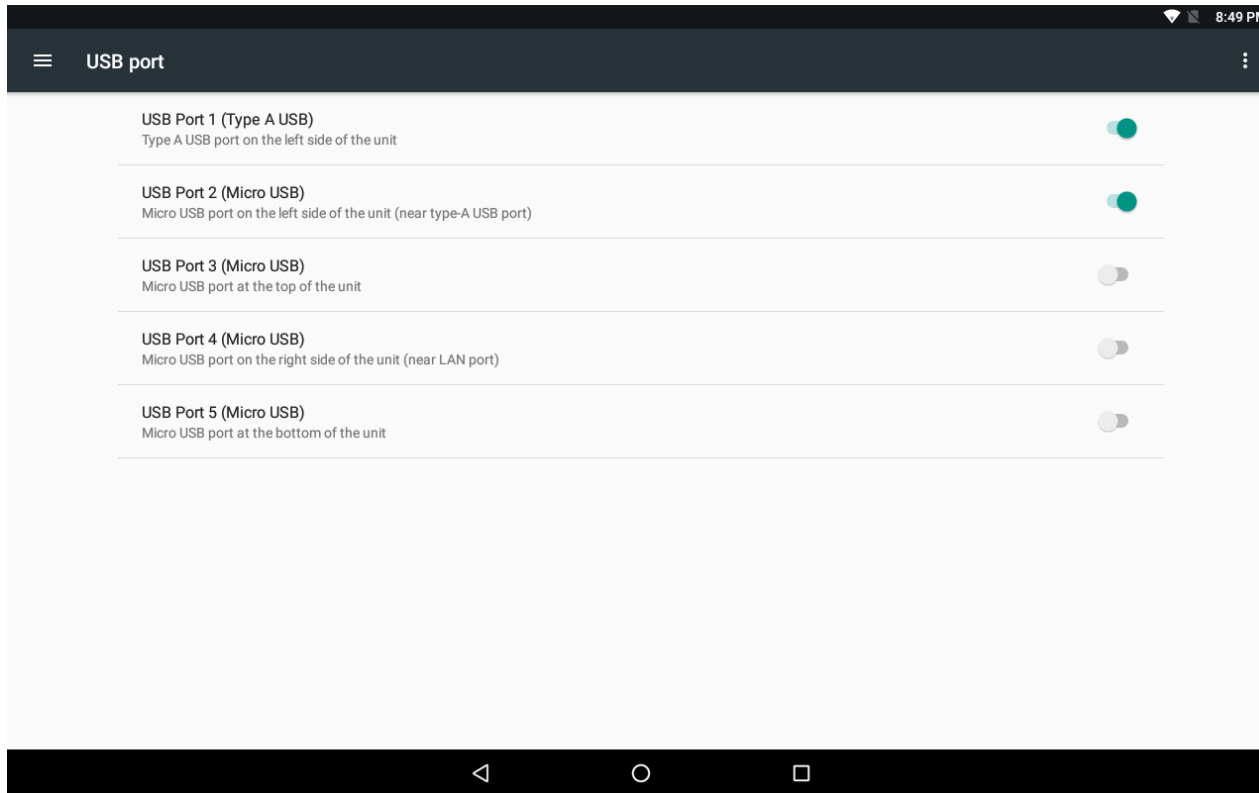 8:49 PM
USB port
USB Port 1 (Type A USB)
Type A USB port on the left side of the unit
USB Port 2 (Micro USB)
Micro USB port on the left side of the unit (near type-A USB port)
USB Port 3 (Micro USB)
Micro USB port at the top of the unit
USB Port 4 (Micro USB)
Micro USB port on the right side of the unit (near LAN port)
USB Port 5 (Micro USB)
Micro USB port at the bottom of the unit